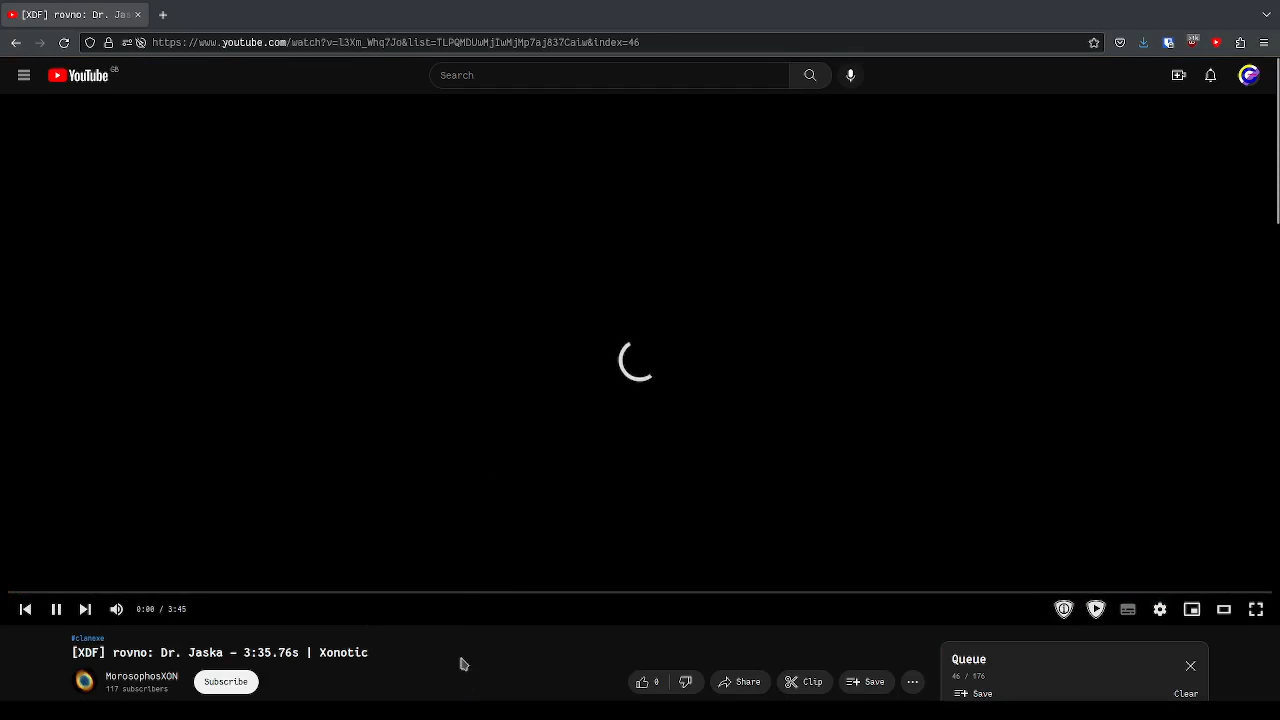 [XDF] rovno: Dr. Jas
https://www.youtube.com/watch?v=l3Xm_Whq7Jo&list=TLPQMDUwMjIwMjMp7aj837Caiw&index=46
YouTube GB
Search
0:00 / 3:45
#clanexe
[XDF] rovno: Dr. Jaska – 3:35.76s | Xonotic
MorosophosXON
117 subscribers
Subscribe
0
Share
Clip
Save
Queue
46 / 176
Save
Clear